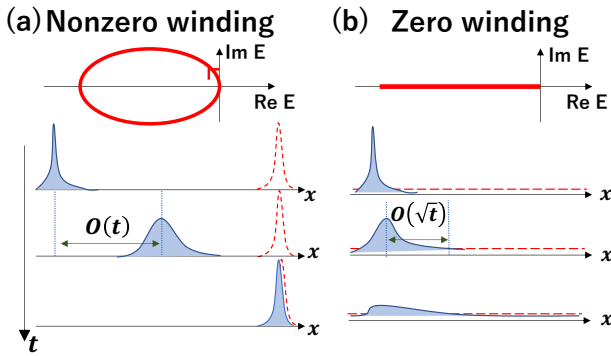 (a) Nonzero winding
Im E
Re E
x
O(t)
x
x
t
(b) Zero winding
Im E
Re E
x
O(√t)
x
x